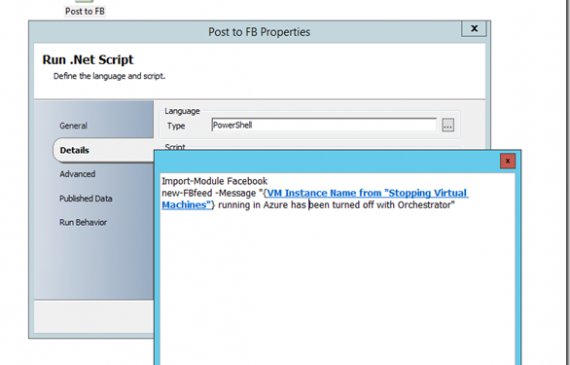 Post to FB
Post to FB Properties
x
Run .Net Script
Define the language and script.
General
Details
Advanced
Published Data
Run Behavior
Language
Type
PowerShell
...
Script
x
Import-Module Facebook
new-FBfeed -Message "{VM Instance Name from "Stopping Virtual
Machines"} running in Azure has been turned off with Orchestrator"